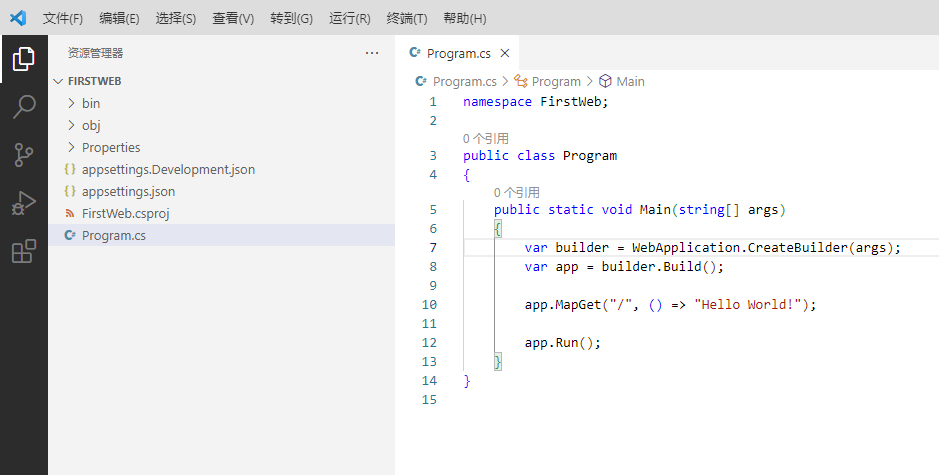 文件(F) 编辑(E) 选择(S) 查看(V) 转到(G) 运行(R) 终端(T) 帮助(H)
资源管理器 ...
FIRSTWEB
bin
obj
Properties
{} appsettings.Development.json
{} appsettings.json
FirstWeb.csproj
C# Program.cs
C# Program.cs ×
C# Program.cs > Program > Main
1 namespace FirstWeb;
2
0 个引用
3 public class Program
4 {
0 个引用
5 public static void Main(string[] args)
6 {
7 var builder = WebApplication.CreateBuilder(args);
8 var app = builder.Build();
9
10 app.MapGet("/", () => "Hello World!");
11
12 app.Run();
13 }
14 }
15